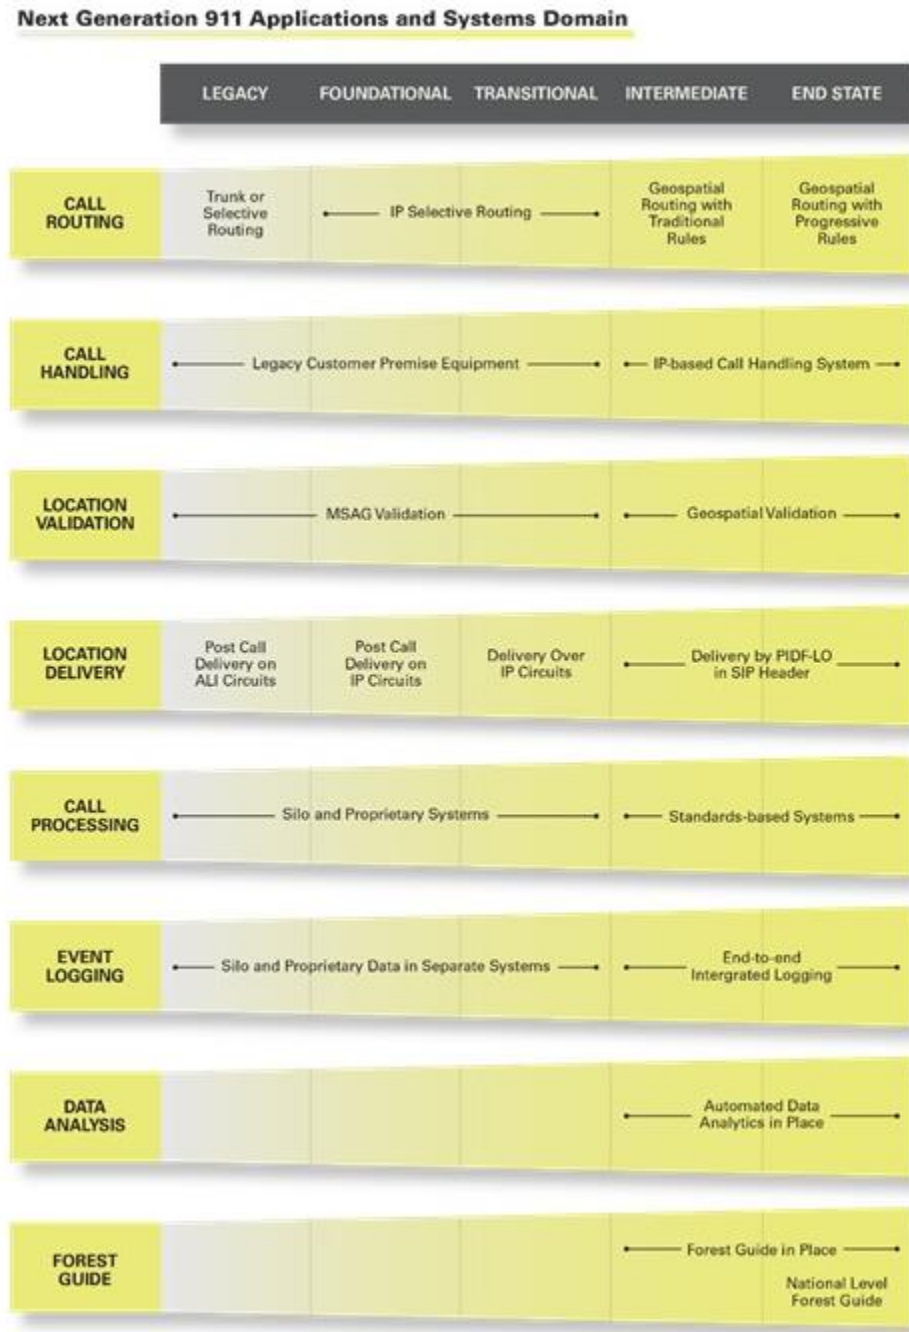 Next Generation 911 Applications and Systems Domain
LEGACY FOUNDATIONAL TRANSITIONAL INTERMEDIATE END STATE
CALL
ROUTING
Trunk or
Selective
Routing
IP Selective Routing
Geospatial
Routing with
Traditional
Rules
Geospatial
Routing with
Progressive
Rules
CALL
HANDLING
Legacy Customer Premise Equipment
IP-based Call Handling System
LOCATION
VALIDATION
MSAG Validation
Geospatial Validation
LOCATION
DELIVERY
Post Call
Delivery on
ALI Circuits
Post Call
Delivery on
IP Circuits
Delivery Over
IP Circuits
Delivery by PIDF-LO
in SIP Header
CALL
PROCESSING
Silo and Proprietary Systems
Standards-based Systems
EVENT
LOGGING
Silo and Proprietary Data in Separate Systems
End-to-end
Intergrated Logging
DATA
ANALYSIS
Automated Data
Analytics in Place
FOREST
GUIDE
Forest Guide in Place
National Level
Forest Guide